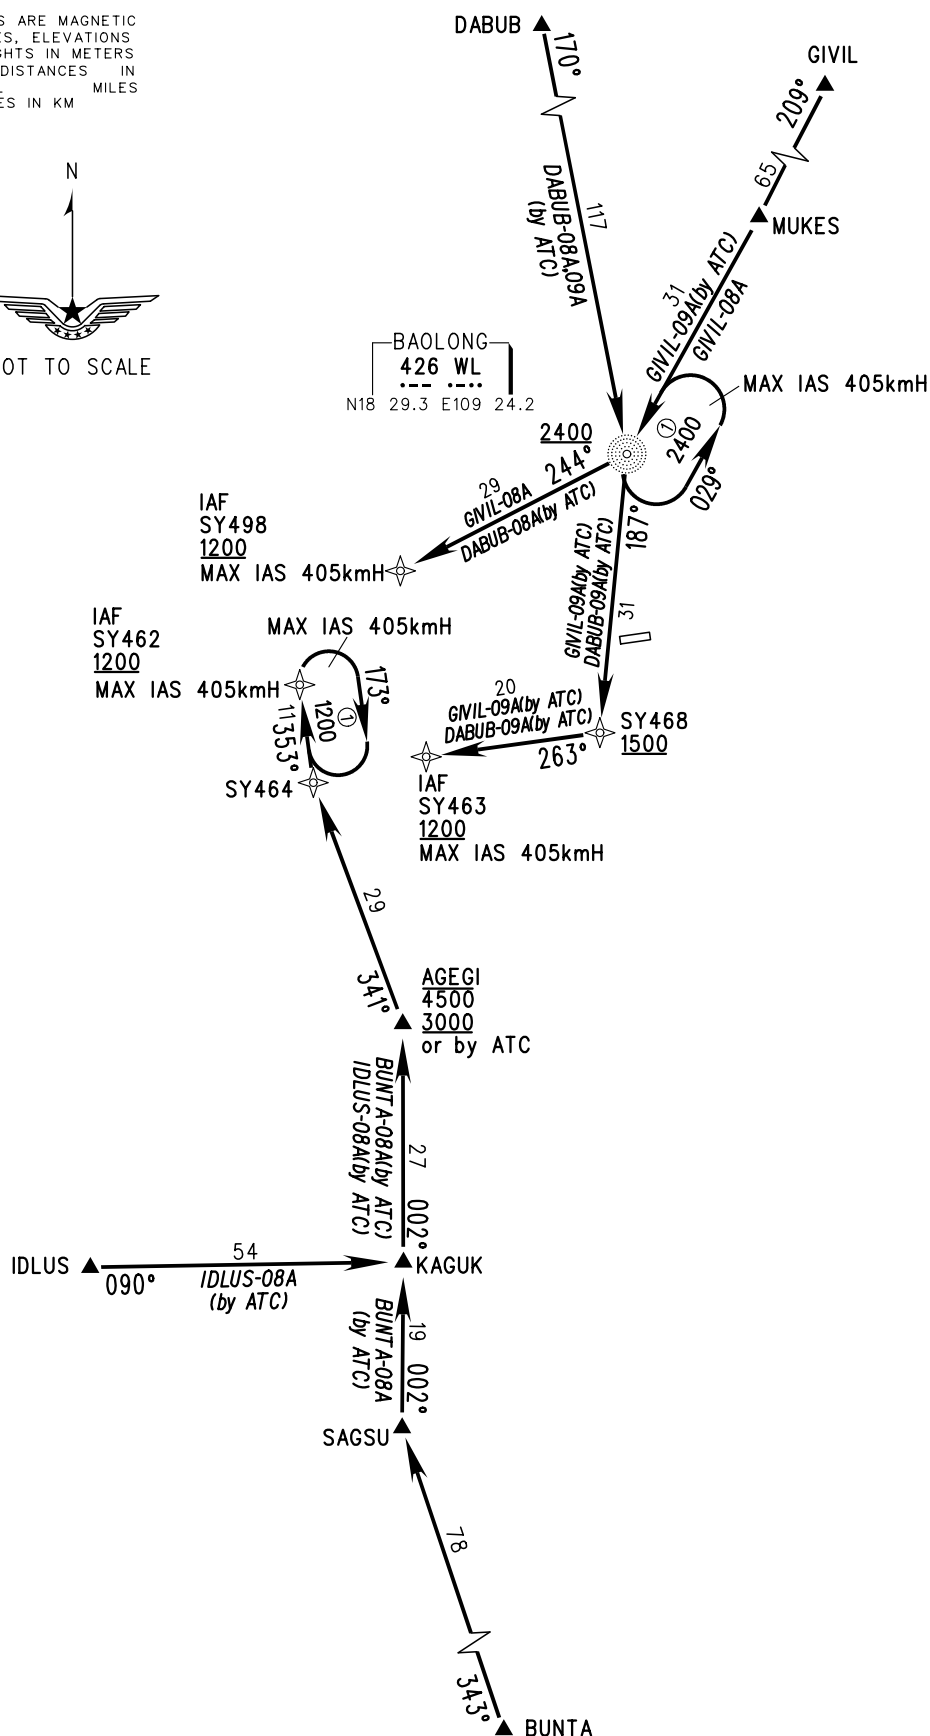 S ARE MAGNETIC
ES, ELEVATIONS
GHTS IN METERS
DISTANCES IN
MILES
ES IN KM
N
OT TO SCALE
DABUB
170°
117
DABUB-08A,09A
(by ATC)
GIVIL
209°
65
MUKES
31
GIVIL-09A(by ATC)
GIVIL-08A
BAOLONG
426 WL
N18 29.3 E109 24.2
MAX IAS 405kmH
1
2400
029°
2400
244°
29
GIVIL-08A
DABUB-08A(by ATC)
IAF
SY498
1200
MAX IAS 405kmH
187°
GIVIL-09A(by ATC)
DABUB-09A(by ATC)
31
IAF
SY462
1200
MAX IAS 405kmH
MAX IAS 405kmH
173°
1200
1
11
353°
SY464
20
GIVIL-09A(by ATC)
DABUB-09A(by ATC)
263°
SY468
1500
IAF
SY463
1200
MAX IAS 405kmH
29
341°
AGEGI
4500
3000
or by ATC
BUNTA-08A(by ATC)
IDLUS-08A(by ATC)
27
002°
IDLUS
090°
54
IDLUS-08A
(by ATC)
KAGUK
BUNTA-08A
(by ATC)
19
002°
SAGSU
78
343°
BUNTA